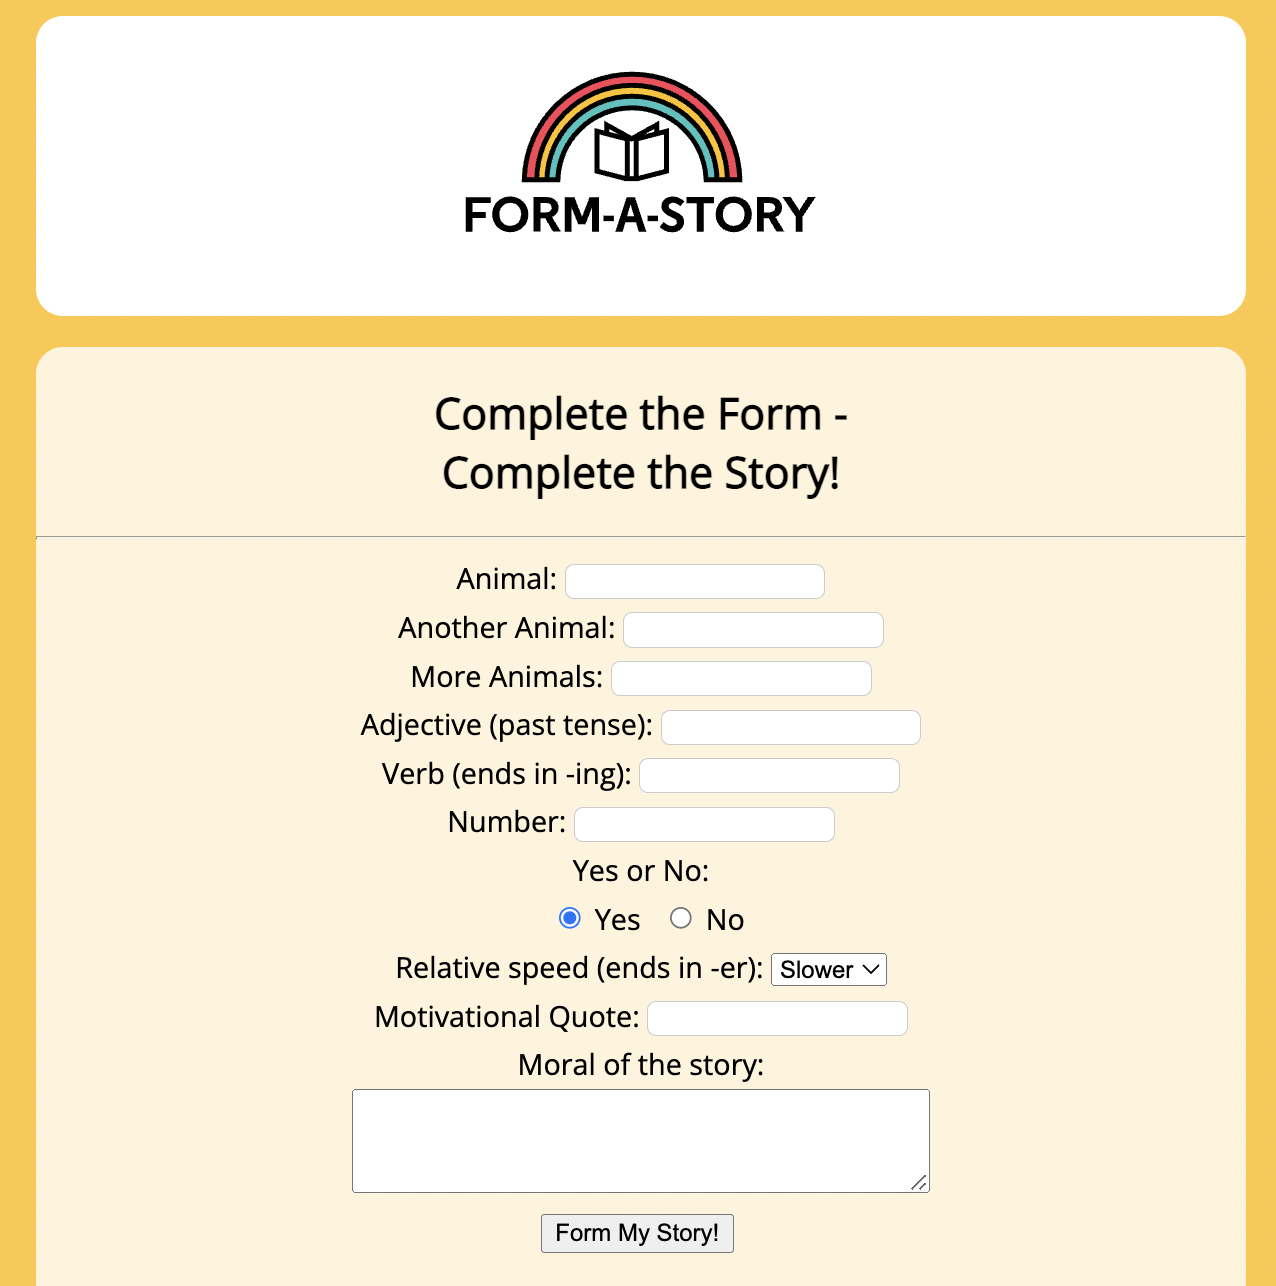 FORM-A-STORY
Complete the Form -
Complete the Story!
Animal:
Another Animal:
More Animals:
Adjective (past tense):
Verb (ends in -ing):
Number:
Yes or No:
Yes No
Relative speed (ends in -er): Slower
Motivational Quote:
Moral of the story:
Form My Story!